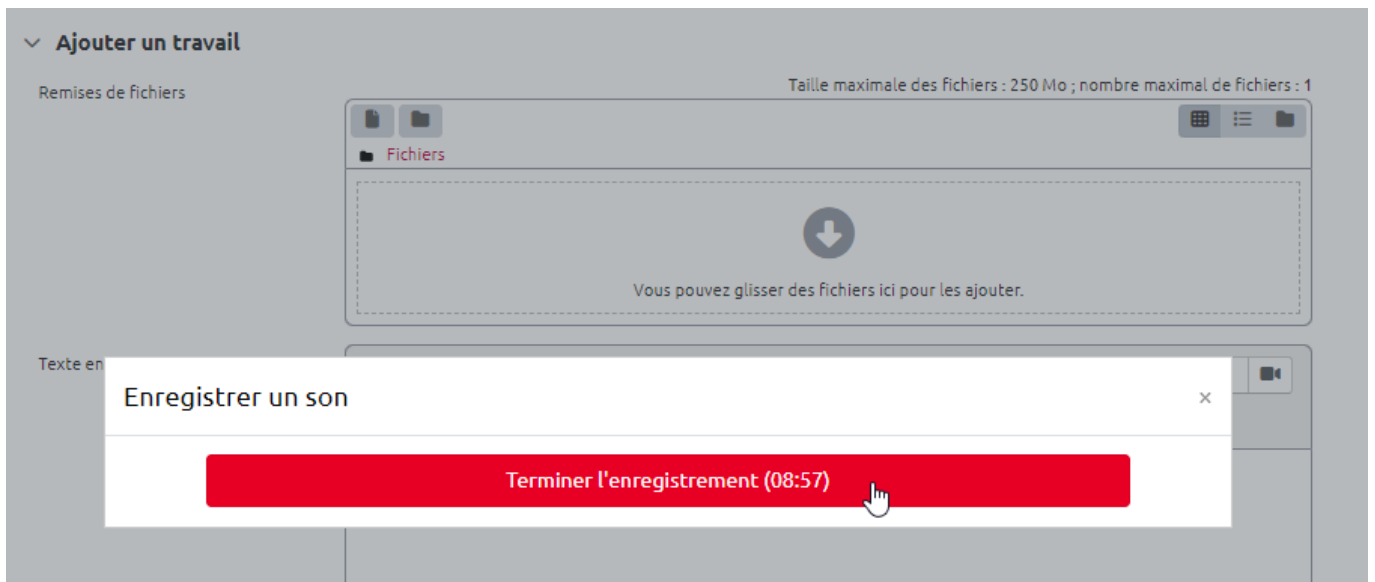 Ajouter un travail
Remises de fichiers
Taille maximale des fichiers : 250 Mo ; nombre maximal de fichiers : 1
Fichiers
Vous pouvez glisser des fichiers ici pour les ajouter.
Texte en
Enregistrer un son
×
Terminer l'enregistrement (08:57)